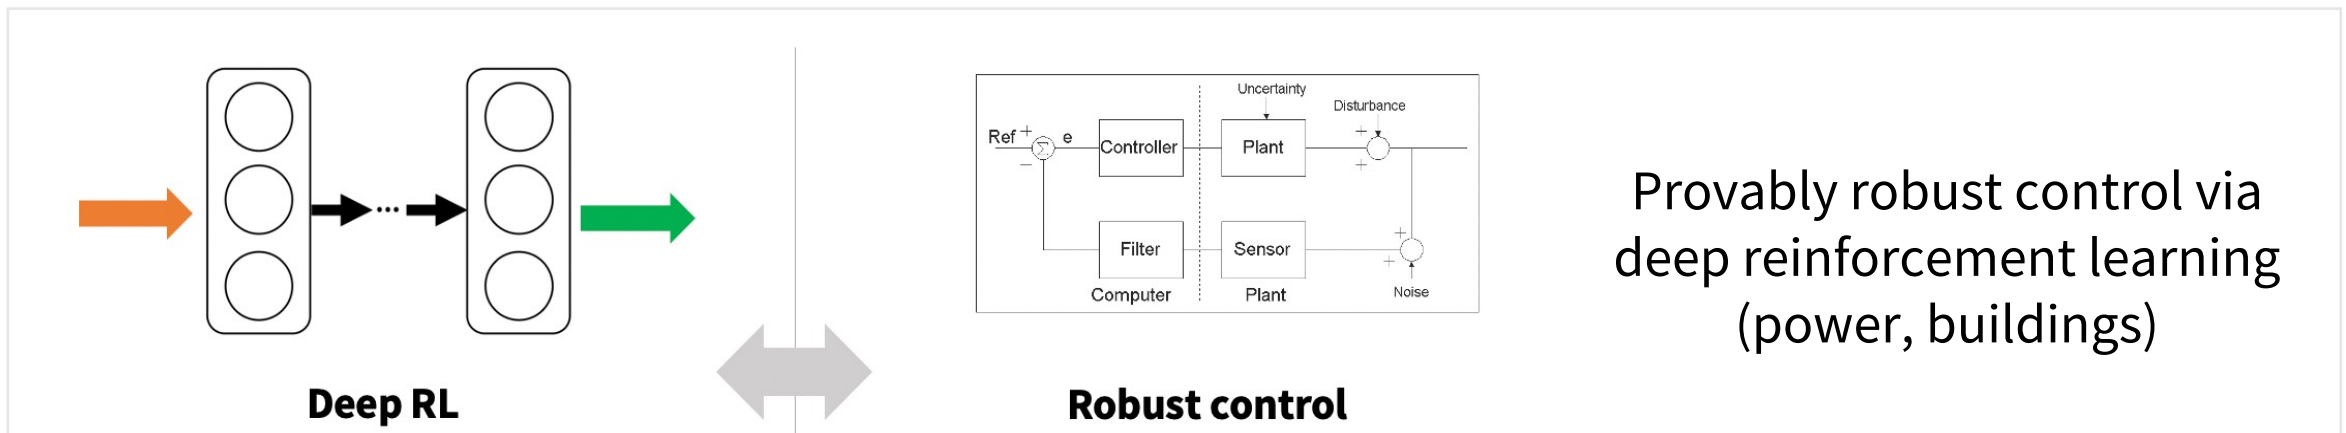 Uncertainty
Disturbance
Ref + e
Σ
−
Controller
Plant
+
+
Filter
Sensor
+
+
Computer
Plant
Noise
...
Deep RL
Robust control
Provably robust control via
deep reinforcement learning
(power, buildings)